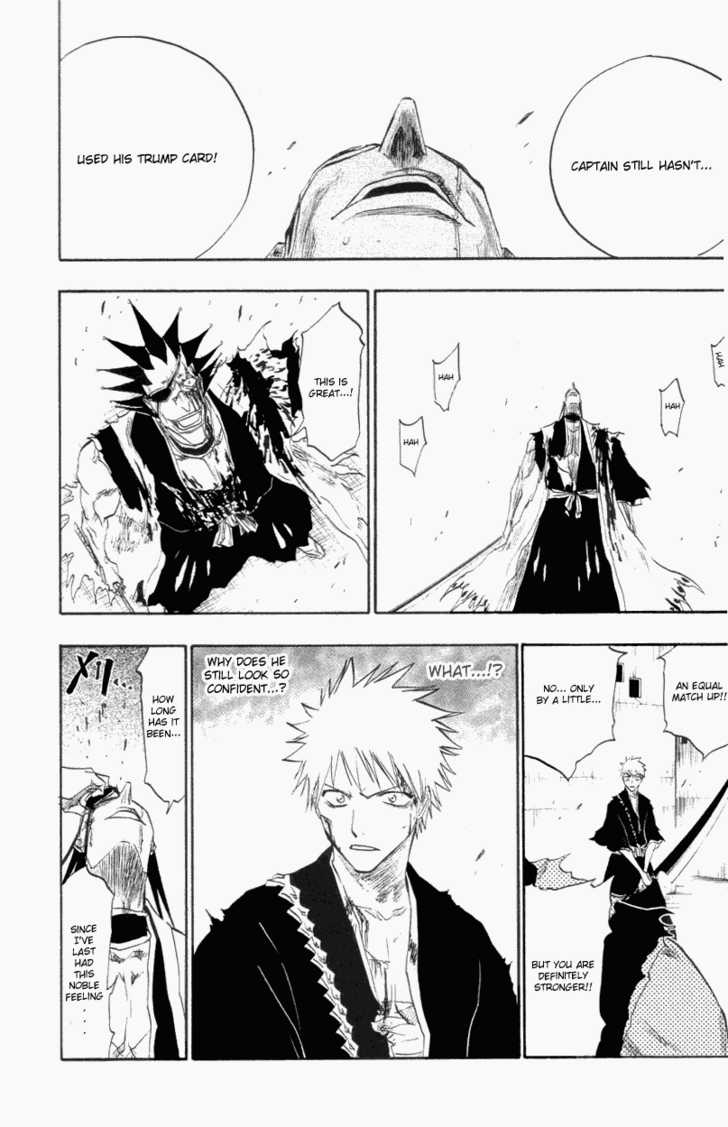 CAPTAIN STILL HASN'T...
USED HIS TRUMP CARD!
HAH
HAH
HAH
HAH
THIS IS
GREAT...!
AN EQUAL
MATCH UP!!
NO... ONLY
BY A LITTLE...
BUT YOU ARE
DEFINITELY
STRONGER!!
WHAT...!?
WHY DOES HE
STILL LOOK SO
CONFIDENT...?
HOW
LONG
HAS IT
BEEN...
メリ...
SINCE
I'VE
LAST
HAD
THIS
NOBLE
FEELING
...